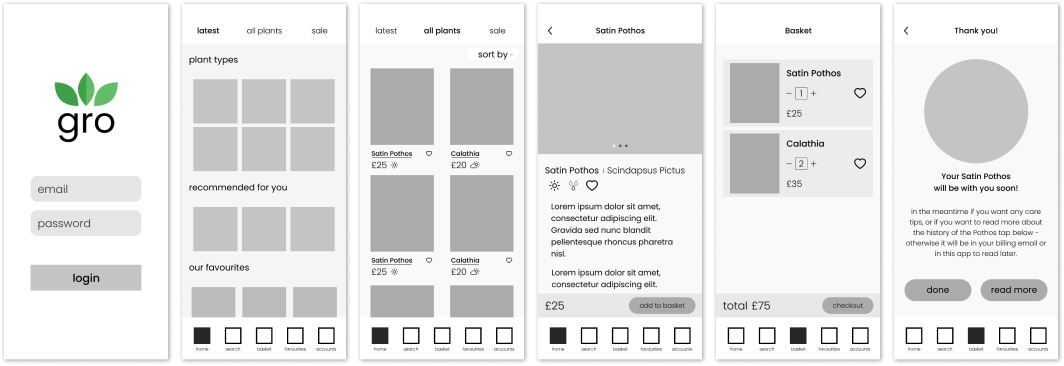 gro
email
password
login
latest all plants sale
plant types
recommended for you
our favourites
home search basket favourites accounts
latest all plants sale
sort by -
Satin Pothos Calathia
£25 £20
Satin Pothos Calathia
£25 £20
home search basket favourites accounts
Satin Pothos
Satin Pothos | Scindapsus Pictus
Lorem ipsum dolor sit amet,
consectetur adipiscing elit.
Gravida sed nunc blandit
pellentesque rhoncus pharetra
nisl.
Lorem ipsum dolor sit amet,
consectetur adipiscing elit.
£25 add to basket
home search basket favourites accounts
Basket
Satin Pothos
– 1 +
£25
Calathia
– 2 +
£35
total £75 checkout
home search basket favourites accounts
Thank you!
Your Satin Pothos
will be with you soon!
in the meantime if you want any care
tips, or if you want to read more about
the history of the Pothos tap below -
otherwise it will be in your billing email or
in this app to read later.
done read more
home search basket favourites accounts